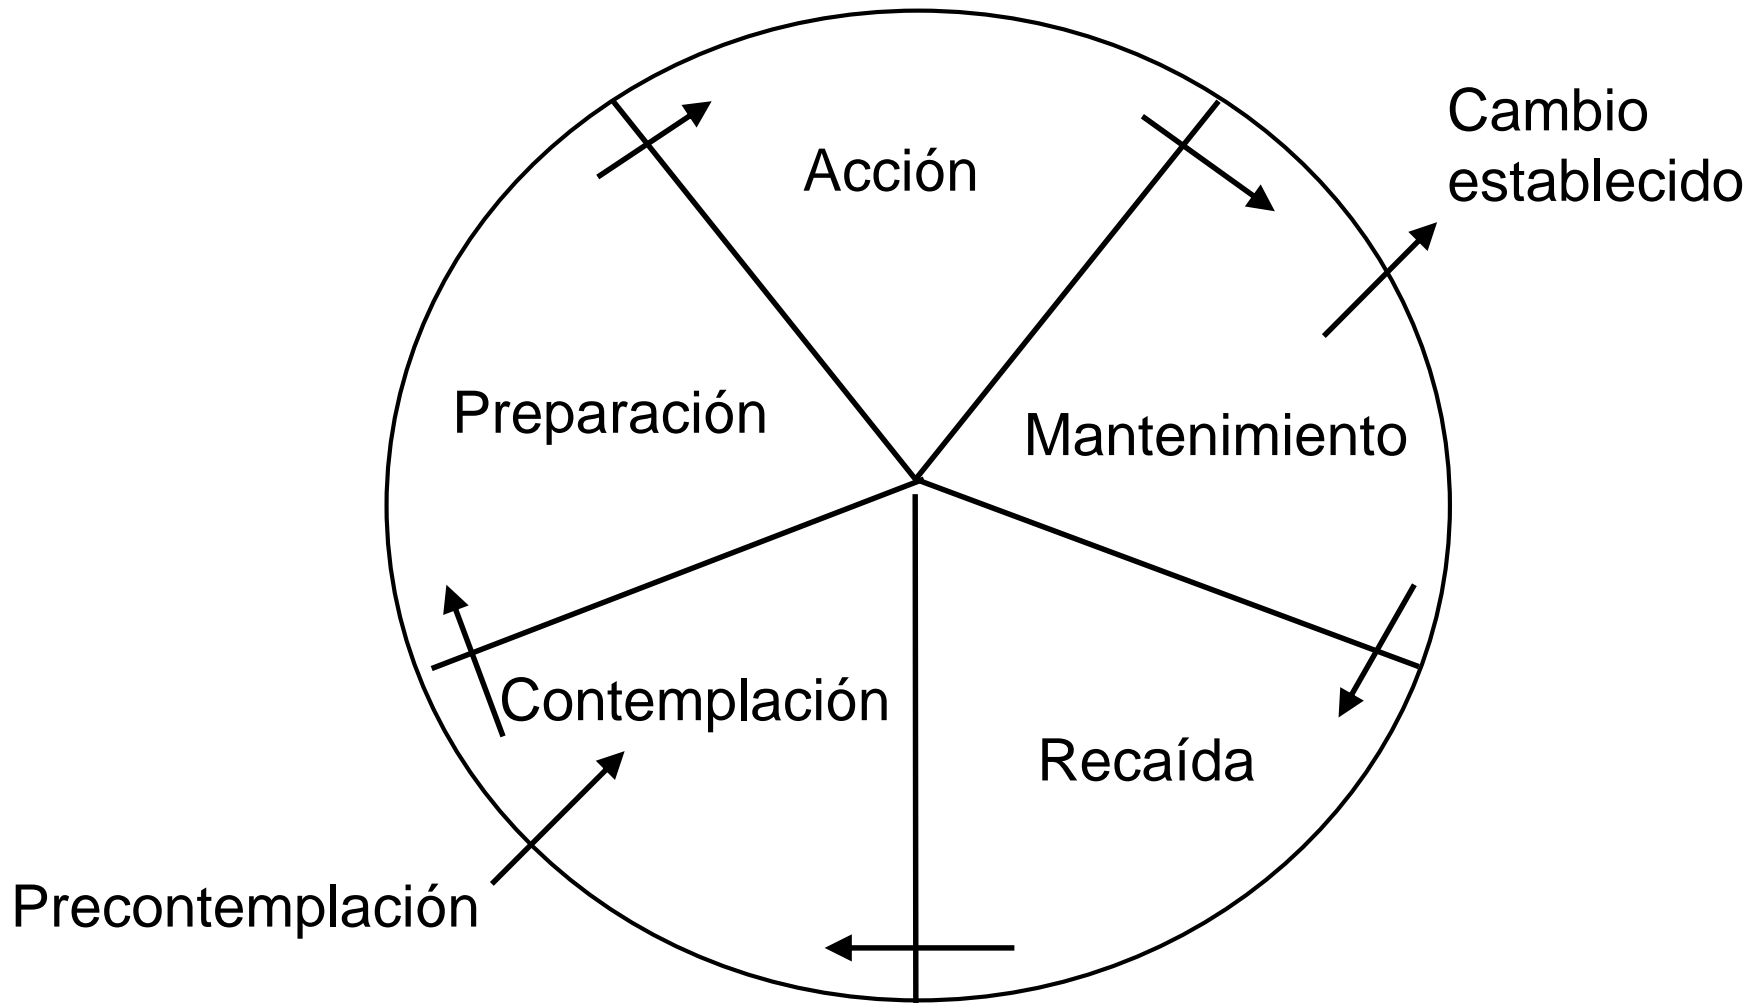 Cambio
establecido
Acción
Preparación
Mantenimiento
Contemplación
Recaída
Precontemplación